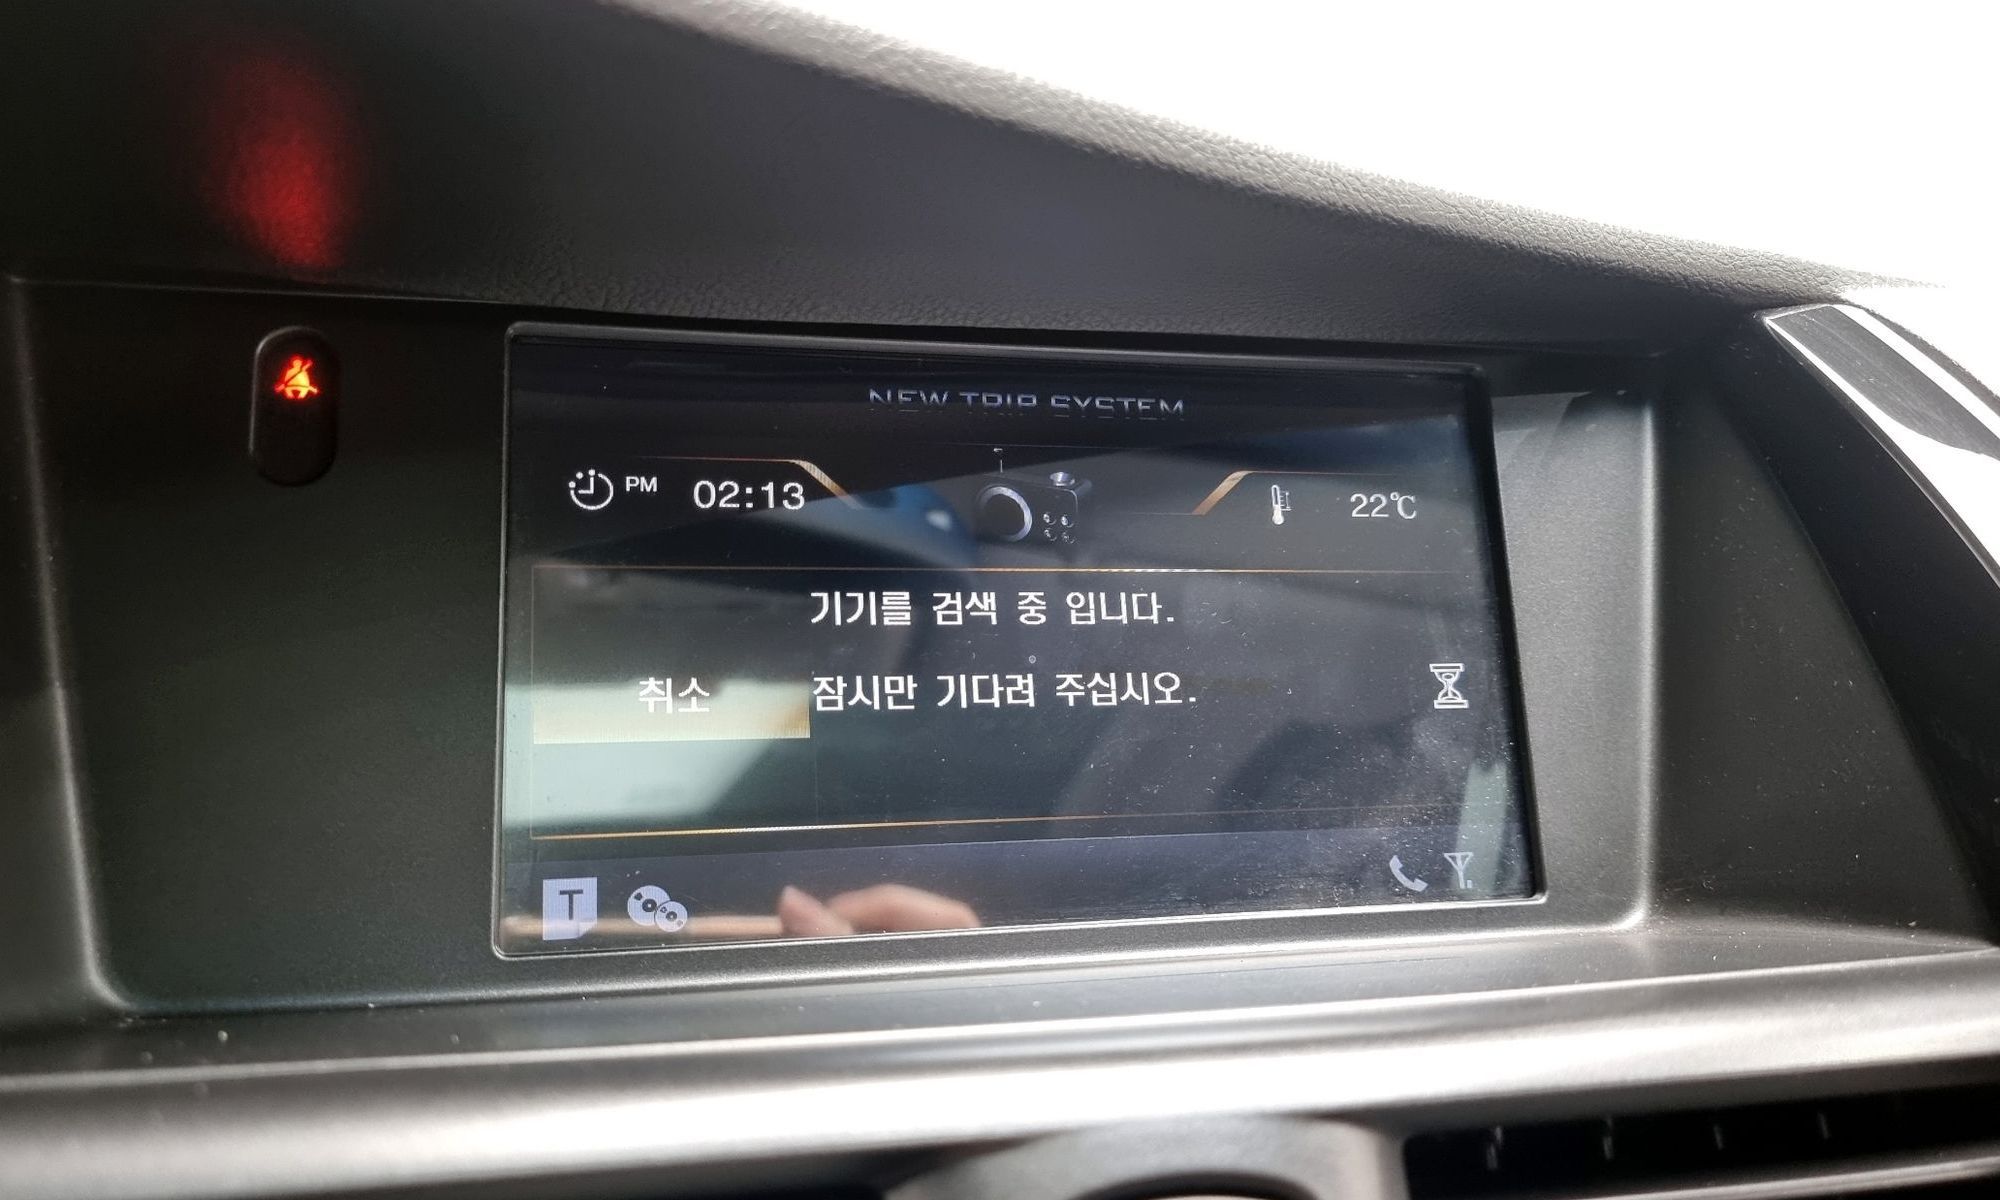 NEW TRIP SYSTEM
PM 02:13 22℃
기기를 검색 중 입니다.
취소 잠시만 기다려 주십시오.
T